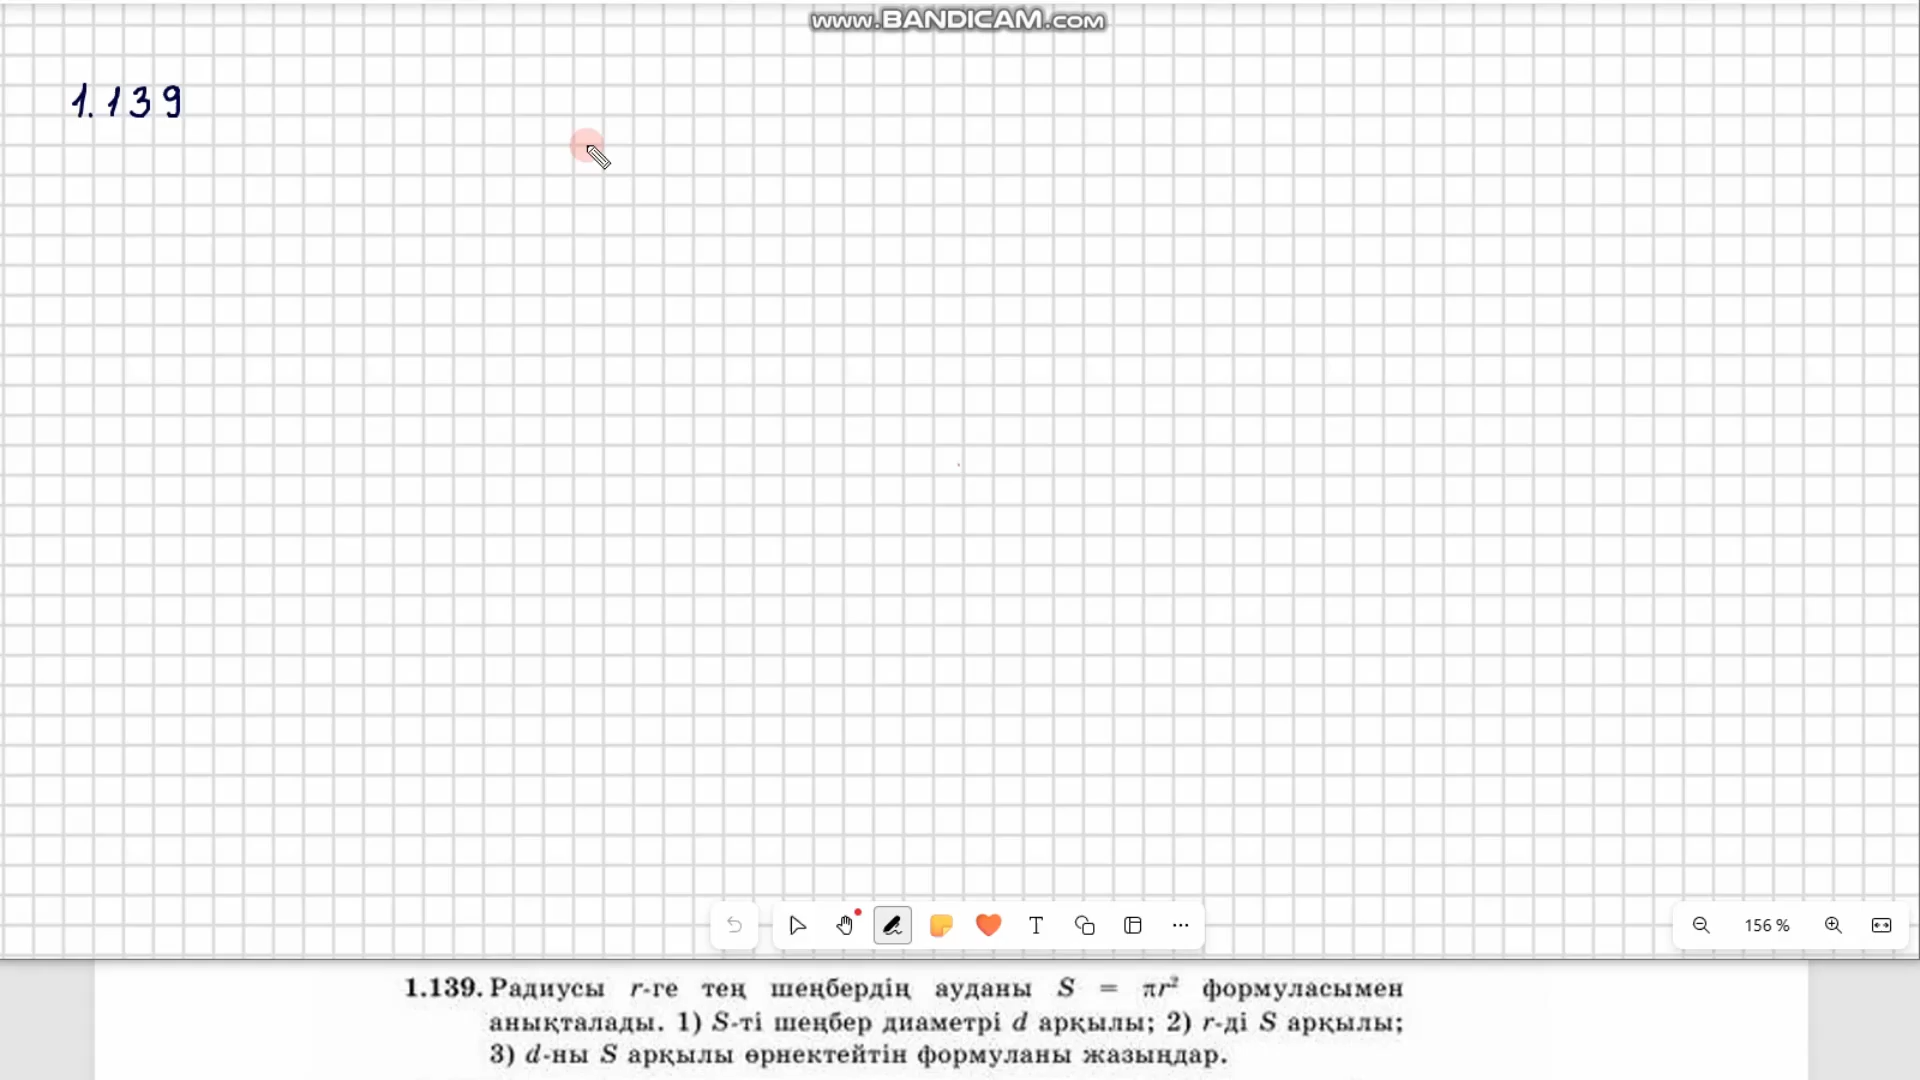 www.BANDICAM.com
1.139
156 %
1.139. Радиусы r-ге тең шеңбердің ауданы S = πr² формуласымен
анықталады. 1) S-ті шеңбер диаметрі d арқылы; 2) r-ді S арқылы;
3) d-ны S арқылы өрнектейтін формуланы жазыңдар.